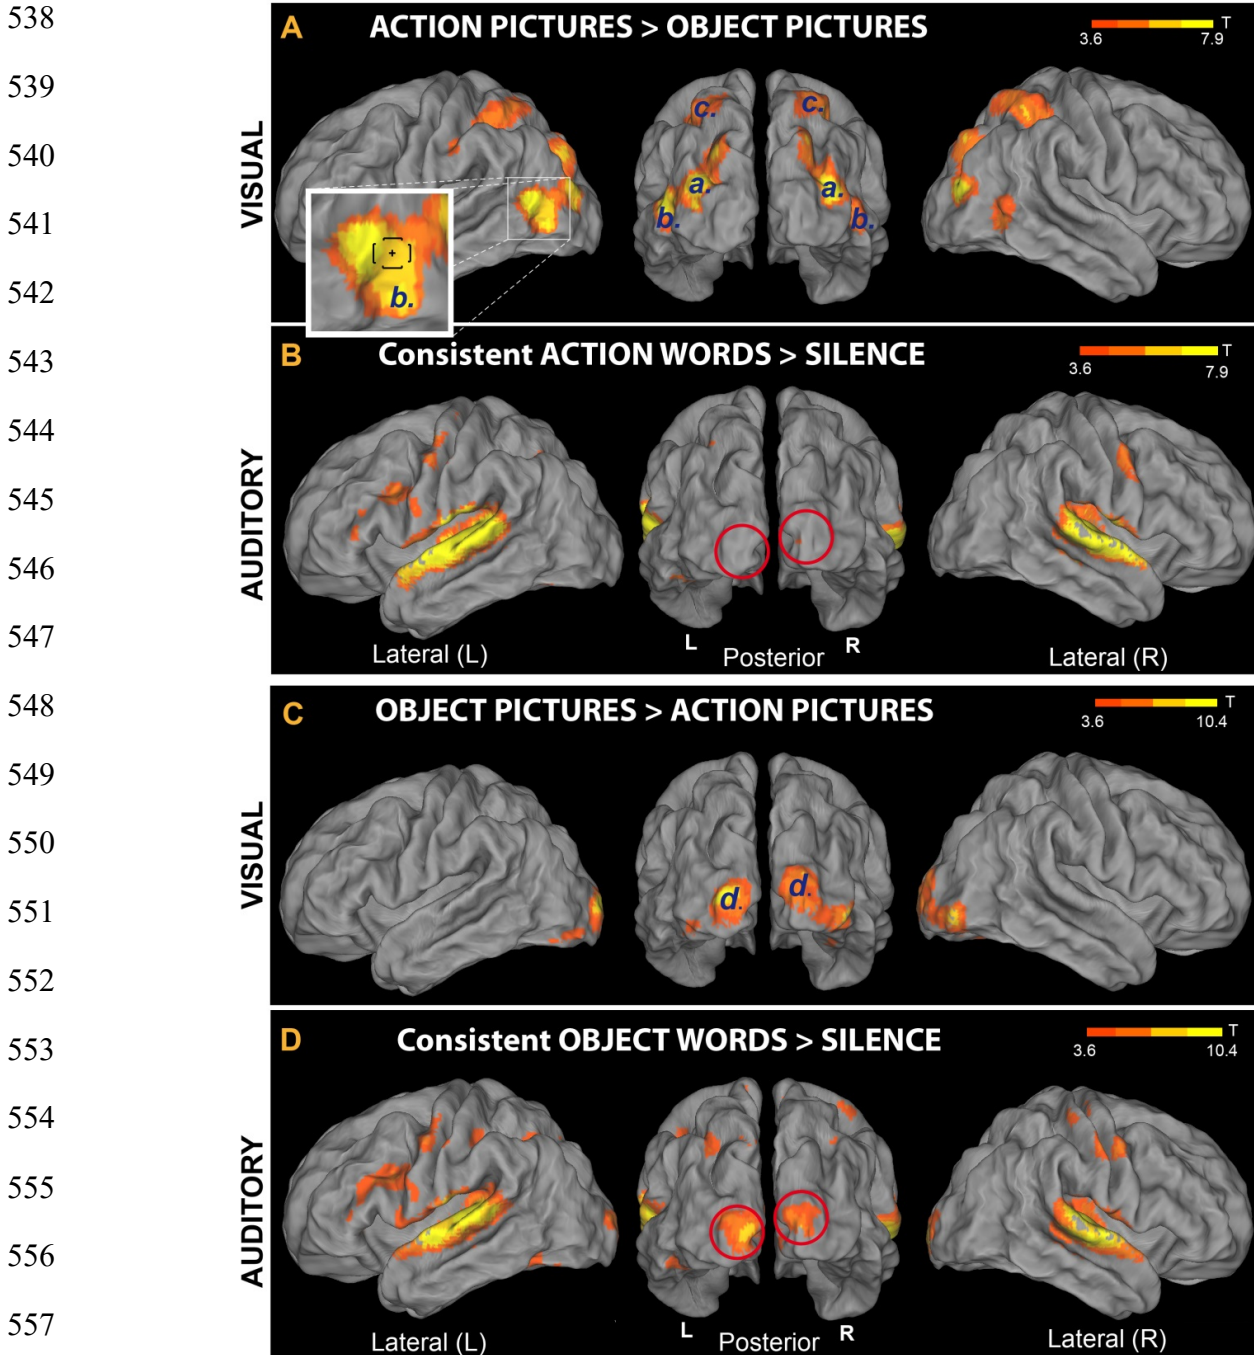 538
A ACTION PICTURES > OBJECT PICTURES
T
3.6 7.9
539
VISUAL
c. c.
540
a. a.
b. b.
541
542
b.
543
B Consistent ACTION WORDS > SILENCE
T
3.6 7.9
544
AUDITORY
545
546
547
L R
Lateral (L) Posterior Lateral (R)
548
C OBJECT PICTURES > ACTION PICTURES
T
3.6 10.4
549
VISUAL
550
551
d. d.
552
553
D Consistent OBJECT WORDS > SILENCE
T
3.6 10.4
554
AUDITORY
555
556
557
L R
Lateral (L) Posterior Lateral (R)